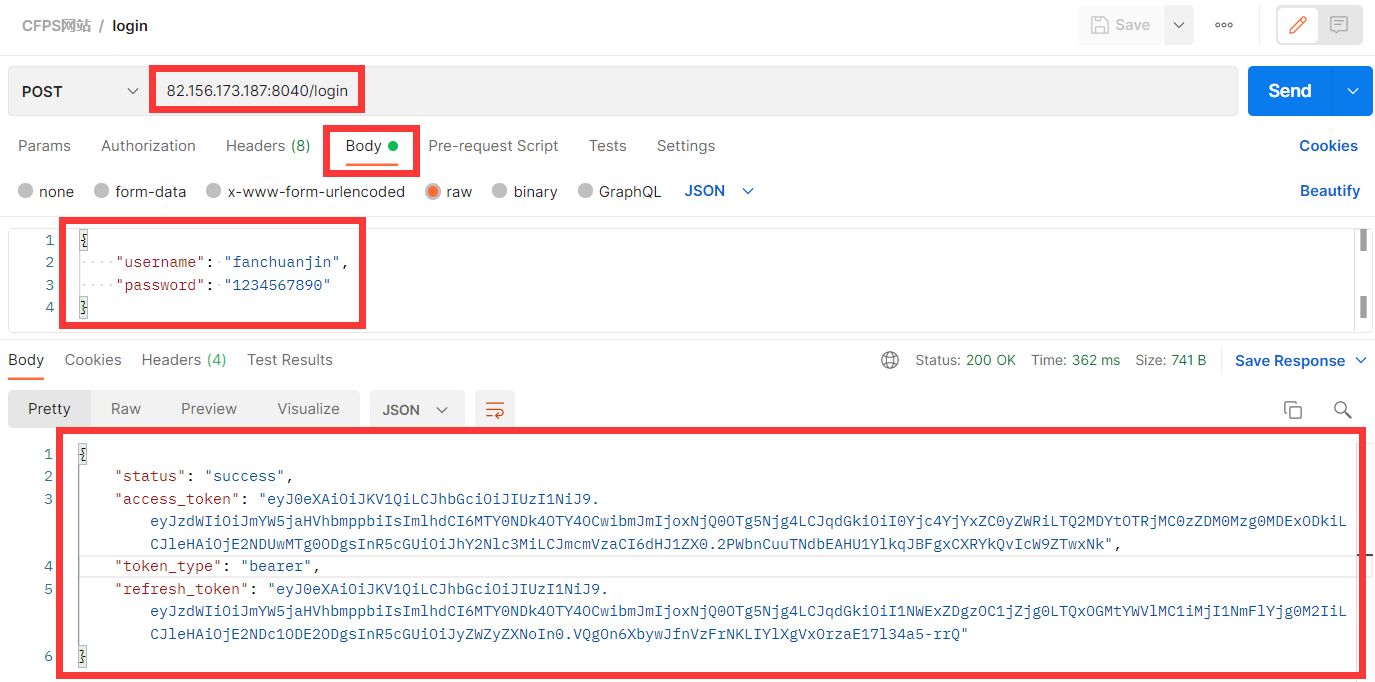 CFPS网站 / login
Save
POST
82.156.173.187:8040/login
Send
Params Authorization Headers (8) Body Pre-request Script Tests Settings Cookies
none form-data x-www-form-urlencoded raw binary GraphQL JSON Beautify
1 {
2 "username": "fanchuanjin",
3 "password": "1234567890"
4 }
Body Cookies Headers (4) Test Results Status: 200 OK Time: 362 ms Size: 741 B Save Response
Pretty Raw Preview Visualize JSON
1 {
2 "status": "success",
3 "access_token": "eyJ0eXAiOiJKV1QiLCJhbGciOiJIUzI1NiJ9.
eyJzdWIiOiJmYW5jaHVhbmppbiIsImlhdCI6MTY0NDk4OTY4OCwibmJmIjoxNjQ0OTg5Njg4LCJqdGkiOiI0Yjc4YjYxZC0yZWRiLTQ2MDYtOTRjMC0zZDM0Mzg0MDExODkiL
CJleHAiOjE2NDUwMTg0ODgsInR5cGUiOiJhY2Nlc3MiLCJmcmVzaCI6dHJ1ZX0.2PWbnCuuTNdbEAHU1YlkqJBFgxCXRYkQvIcW9ZTwxNk",
4 "token_type": "bearer",
5 "refresh_token": "eyJ0eXAiOiJKV1QiLCJhbGciOiJIUzI1NiJ9.
eyJzdWIiOiJmYW5jaHVhbmppbiIsImlhdCI6MTY0NDk4OTY4OCwibmJmIjoxNjQ0OTg5Njg4LCJqdGkiOiI1NWExZDgzOC1jZjg0LTQxOGMtYWVlMC1iMjI1NmFlYjg0M2IiL
CJleHAiOjE2NDc1ODE2ODgsInR5cGUiOiJyZWZyZXNoIn0.VQgOn6XbywJfnVzFrNKLIYlXgVxOrzaE17l34a5-rrQ"
6 }